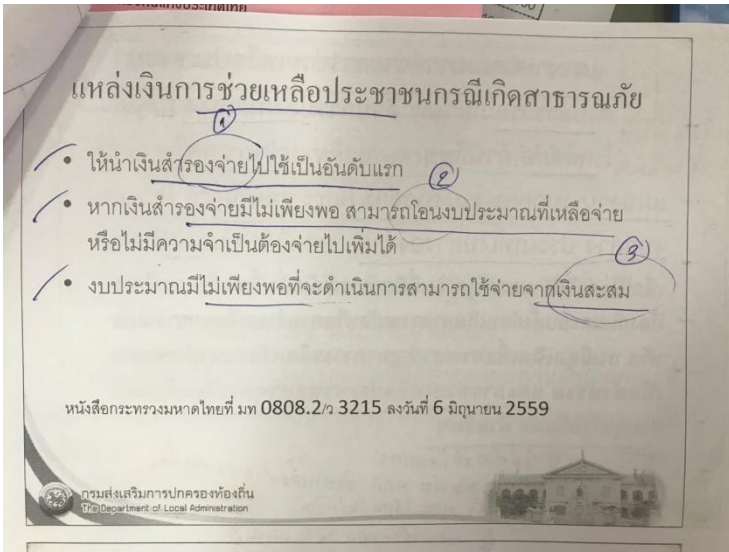 แหล่งเงินการช่วยเหลือประชาชนกรณีเกิดสาธารณภัย
1
• ให้นำเงินสำรองจ่ายไปใช้เป็นอันดับแรก
2
• หากเงินสำรองจ่ายมีไม่เพียงพอ สามารถโอนงบประมาณที่เหลือจ่าย
หรือไม่มีความจำเป็นต้องจ่ายไปเพิ่มได้
3
• งบประมาณมีไม่เพียงพอที่จะดำเนินการสามารถใช้จ่ายจากเงินสะสม
หนังสือกระทรวงมหาดไทยที่ มท 0808.2/ว 3215 ลงวันที่ 6 มิถุนายน 2559
กรมส่งเสริมการปกครองท้องถิ่น
The Department of Local Administration